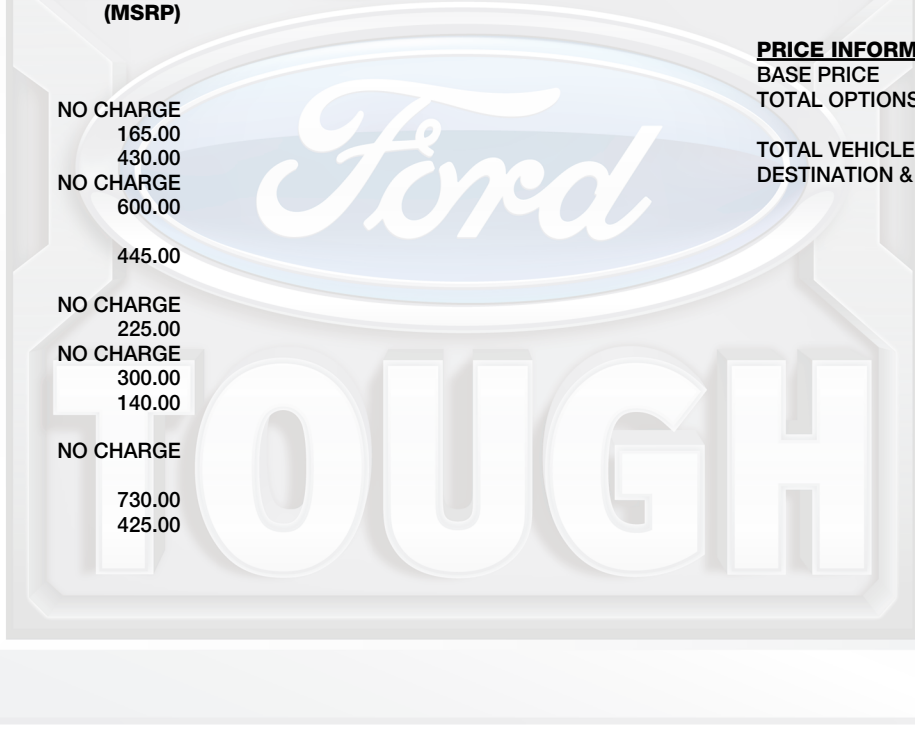 (MSRP)
NO CHARGE
165.00
430.00
NO CHARGE
600.00
445.00
NO CHARGE
225.00
NO CHARGE
300.00
140.00
NO CHARGE
730.00
425.00
PRICE INFORM
BASE PRICE
TOTAL OPTIONS
TOTAL VEHICLE
DESTINATION &
Ford
TOUGH